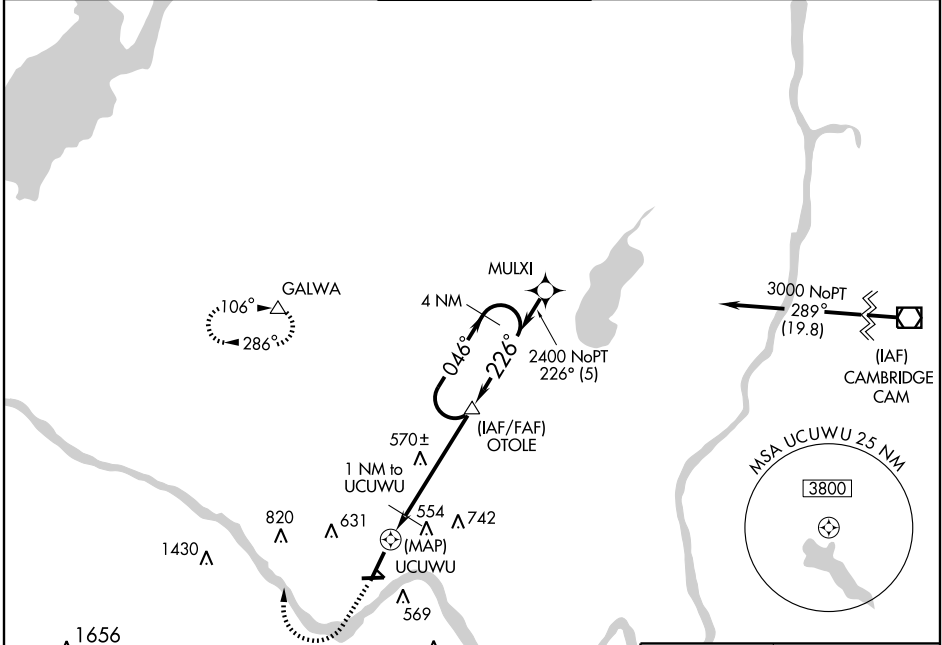 MULXI
GALWA
106°
286°
4 NM
046°
226°
2400 NoPT
226° (5)
3000 NoPT
289°
(19.8)
(IAF)
CAMBRIDGE
CAM
(IAF/FAF)
OTOLE
570±
1 NM to
UCUWU
MSA UCUWU 25 NM
3800
820
631
554
742
1430
(MAP)
UCUWU
569
1656